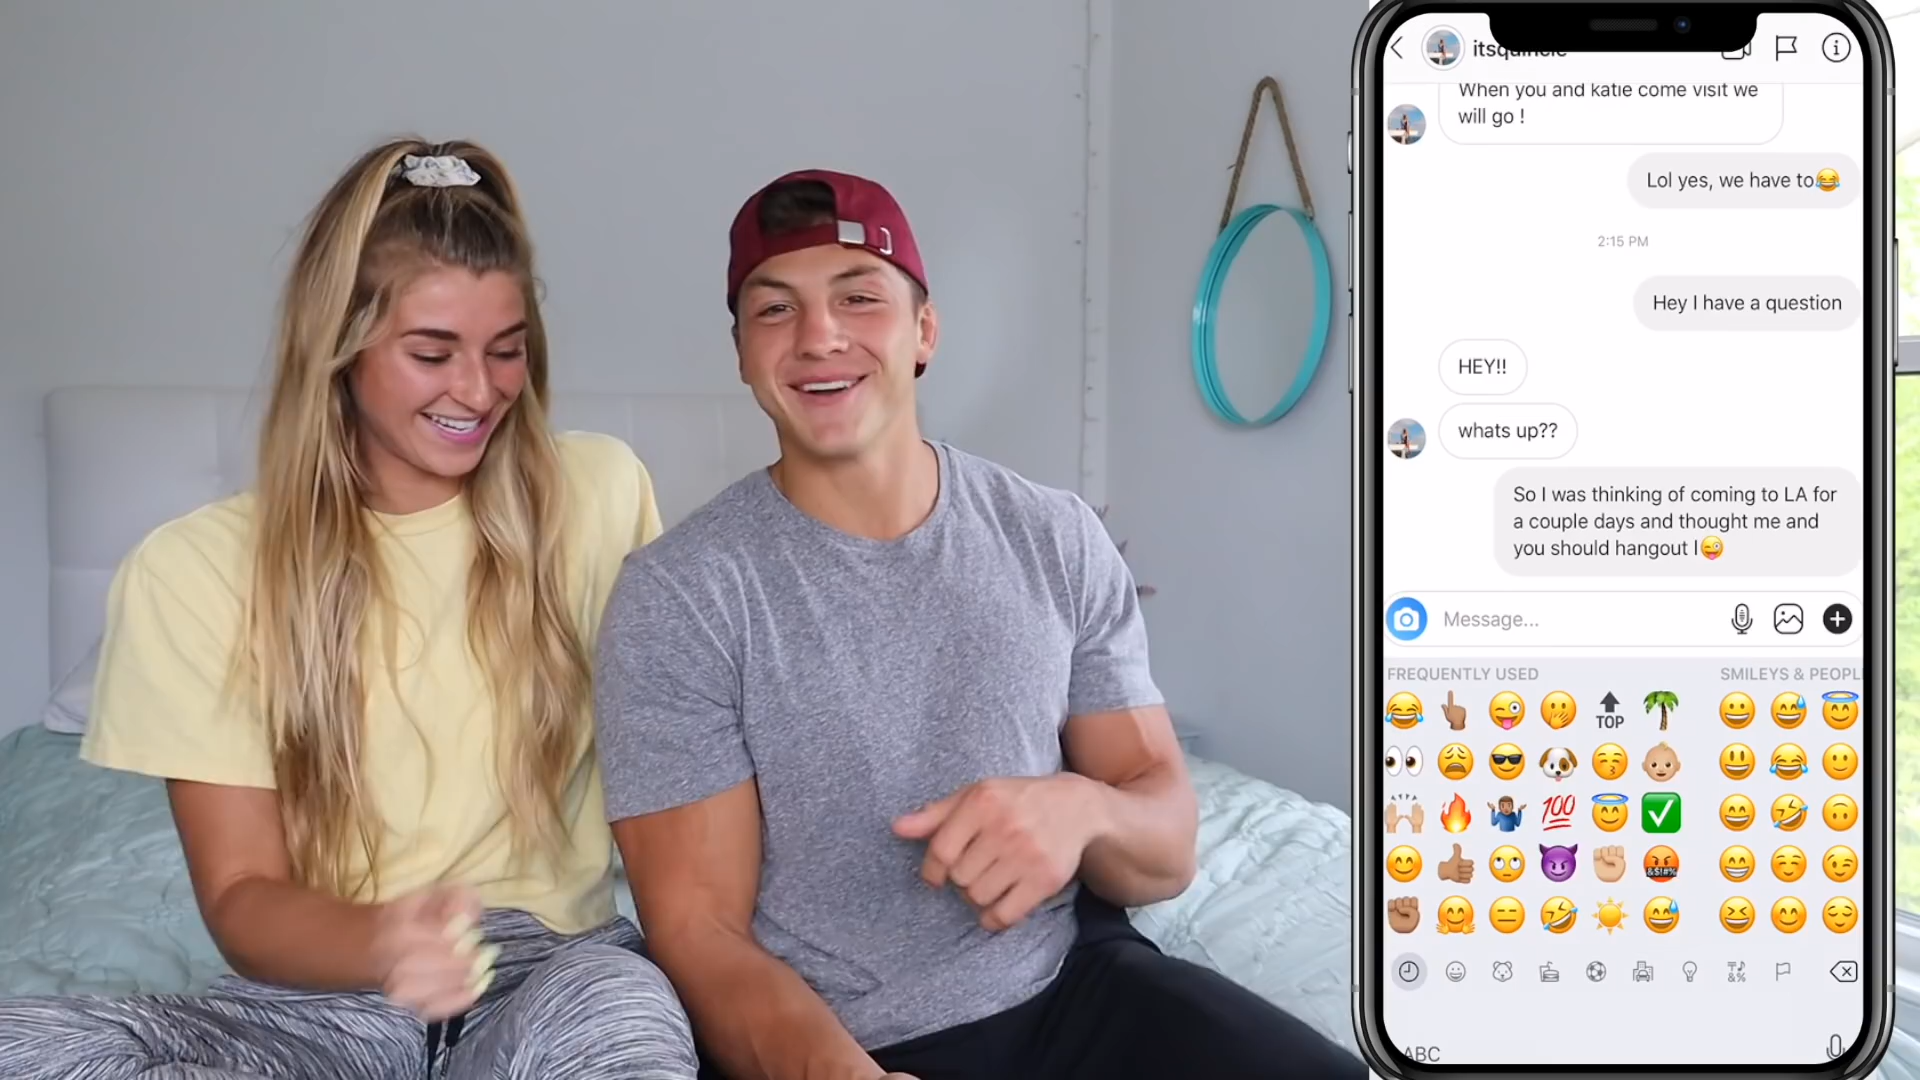 When you and katie come visit we
will go !
Lol yes, we have to😂
2:15 PM
Hey I have a question
HEY!!
whats up??
So I was thinking of coming to LA for
a couple days and thought me and
you should hangout l😜
Message...
FREQUENTLY USED
SMILEYS & PEOPL
TOP
100
&$!#%
ABC